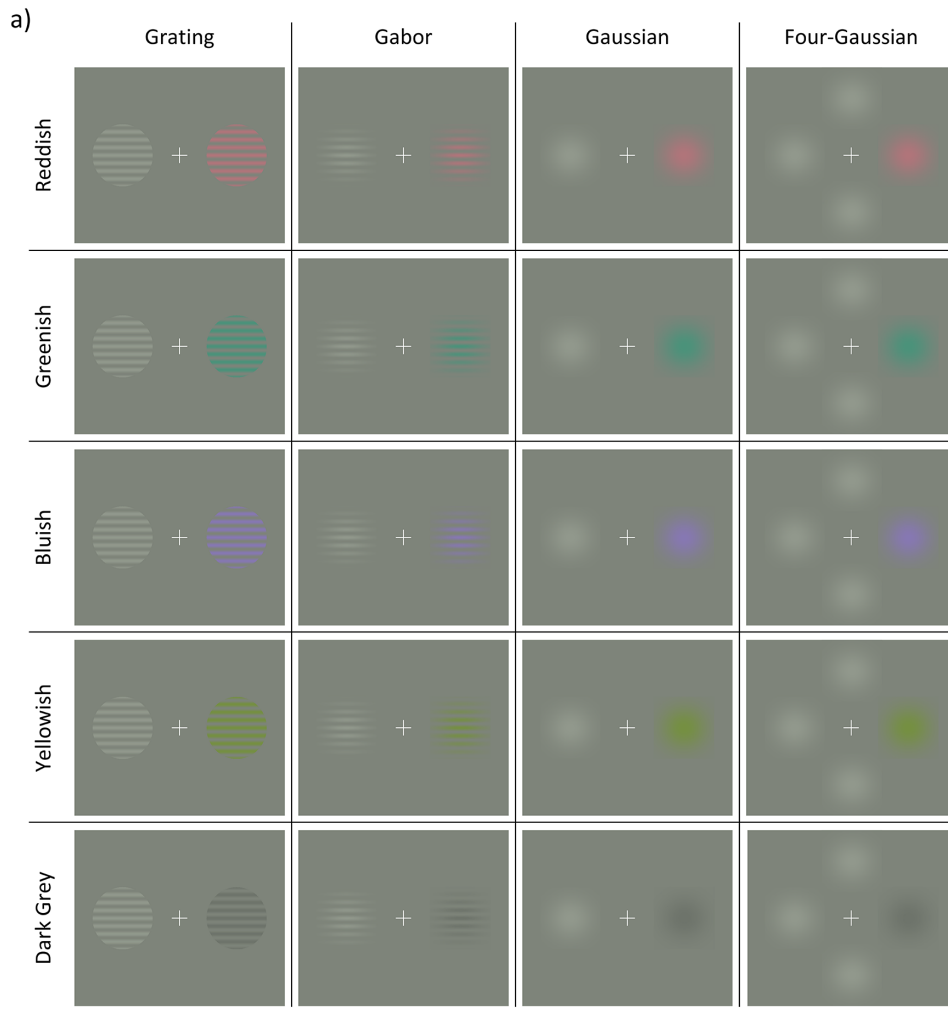 a)
Grating
Gabor
Gaussian
Four-Gaussian
Reddish
Greenish
Bluish
Yellowish
Dark Grey